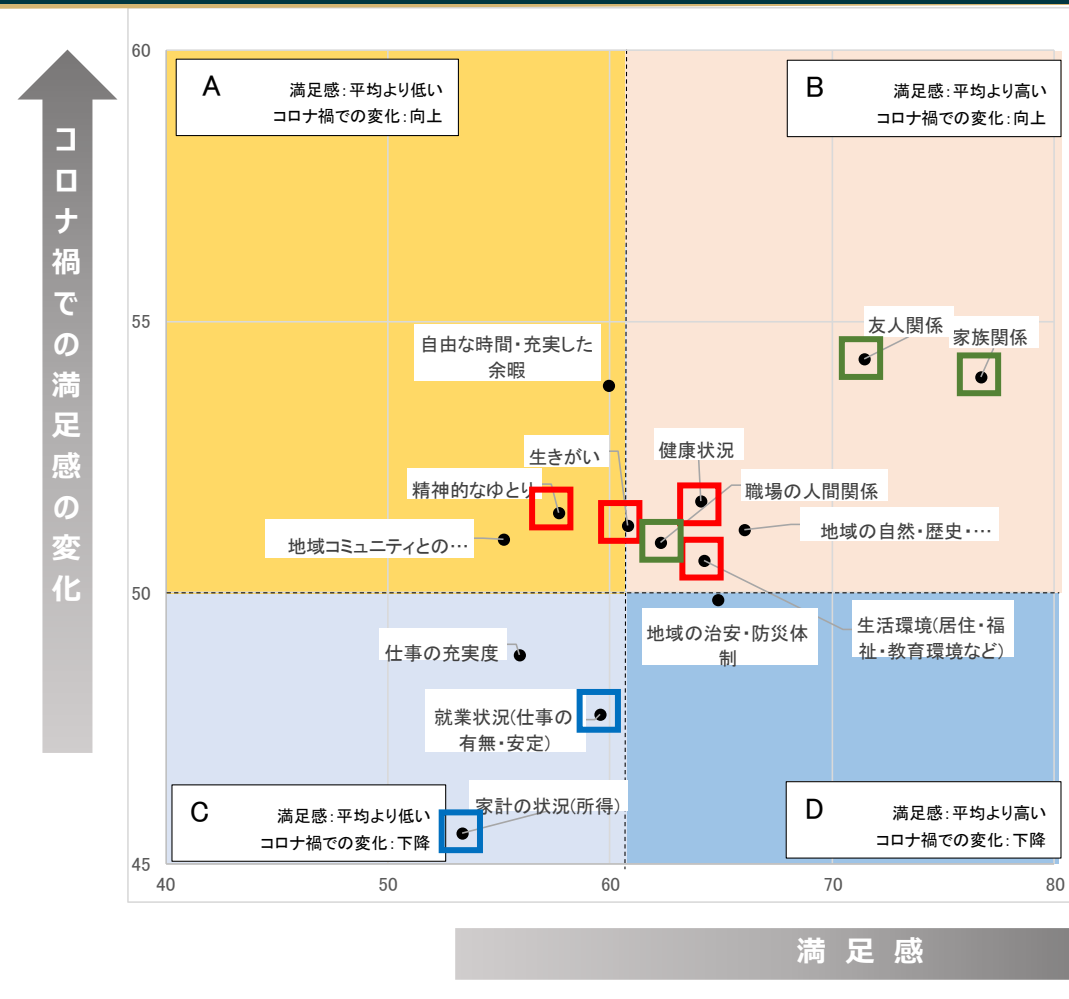 コロナ禍での満足感の変化
60
A
満足感:平均より低い
コロナ禍での変化:向上
B
満足感:平均より高い
コロナ禍での変化:向上
55
友人関係
家族関係
自由な時間・充実した
余暇
生きがい
健康状況
精神的なゆとり
職場の人間関係
地域コミュニティとの…
地域の自然・歴史・…
50
地域の治安・防災体
制
生活環境(居住・福
祉・教育環境など)
仕事の充実度
就業状況(仕事の
有無・安定)
家計の状況(所得)
C
満足感:平均より低い
コロナ禍での変化:下降
D
満足感:平均より高い
コロナ禍での変化:下降
45
40
50
60
70
80
満足感